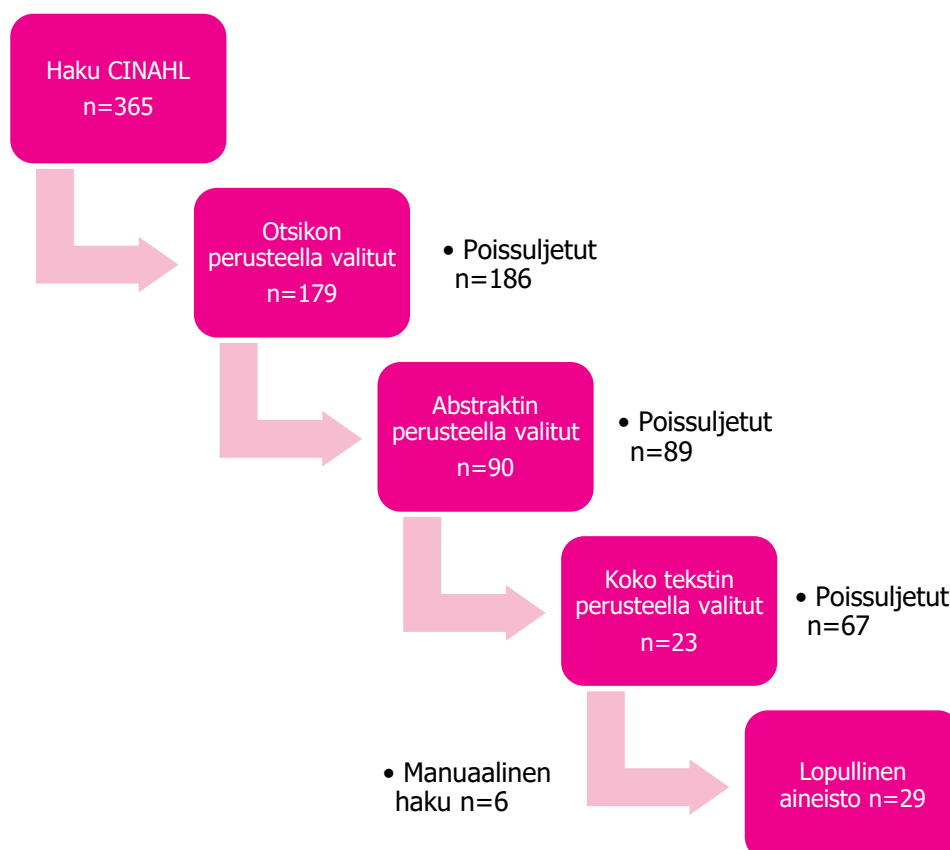 Haku CINAHL
n=365
Otsikon
perusteella valitut
n=179
• Poissuljetut
n=186
Abstraktin
perusteella valitut
n=90
• Poissuljetut
n=89
Koko tekstin
perusteella valitut
n=23
• Poissuljetut
n=67
• Manuaalinen
haku n=6
Lopullinen
aineisto n=29